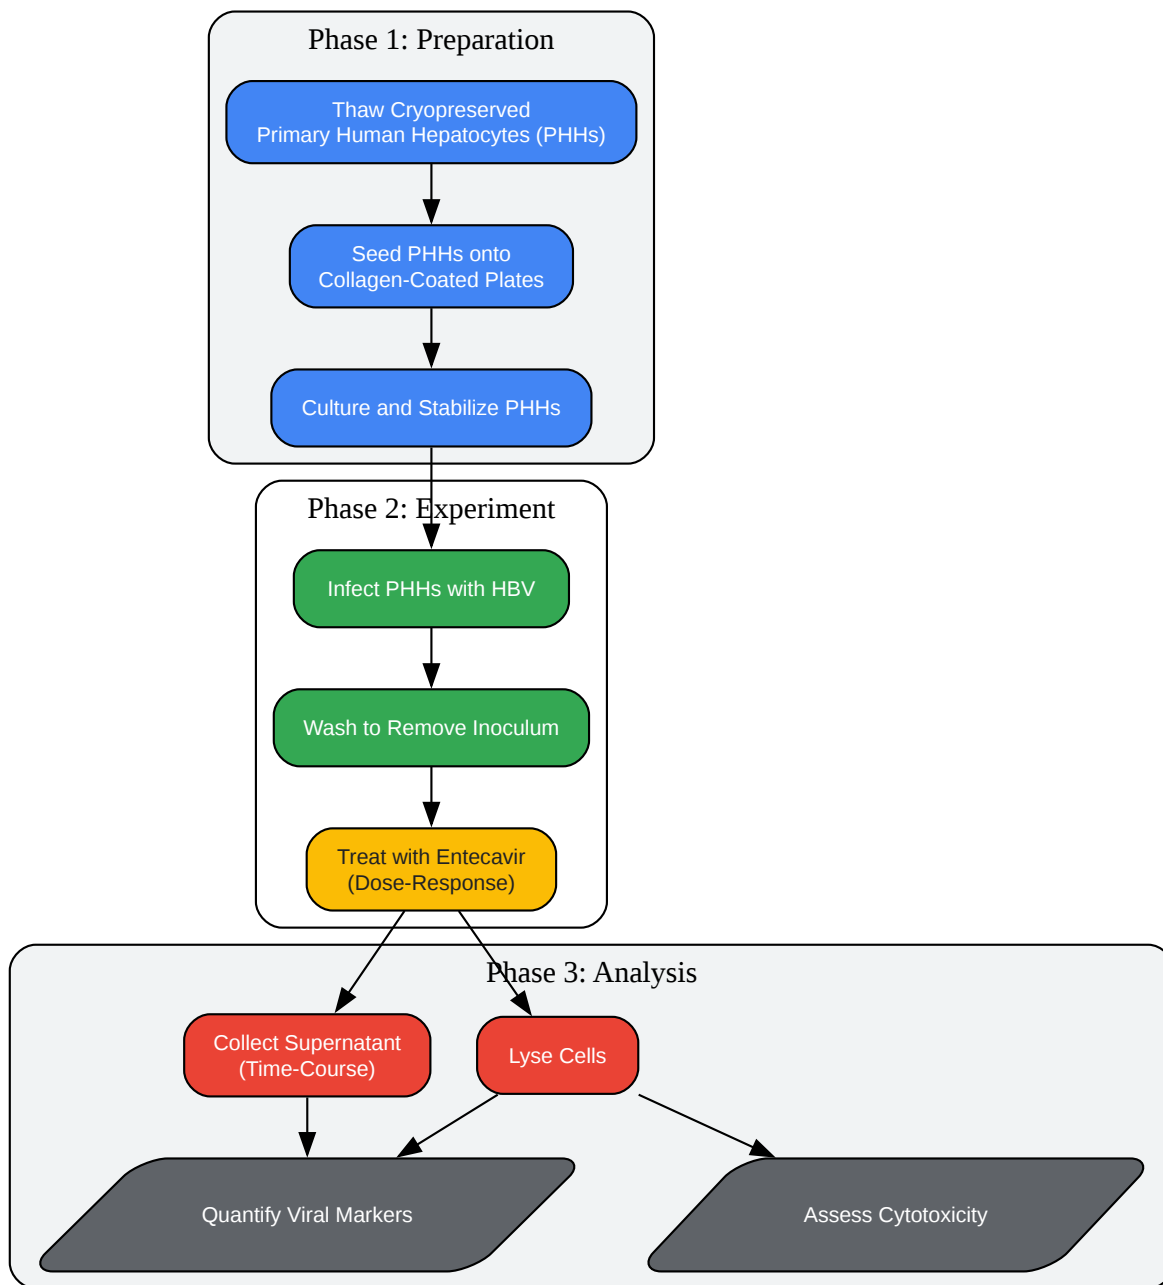 Phase 1: Preparation
Thaw Cryopreserved
Primary Human Hepatocytes (PHHs)
Seed PHHs onto
Collagen-Coated Plates
Culture and Stabilize PHHs
Phase 2: Experiment
Infect PHHs with HBV
Wash to Remove Inoculum
Treat with Entecavir
(Dose-Response)
Phase 3: Analysis
Collect Supernatant
(Time-Course)
Lyse Cells
Quantify Viral Markers
Assess Cytotoxicity